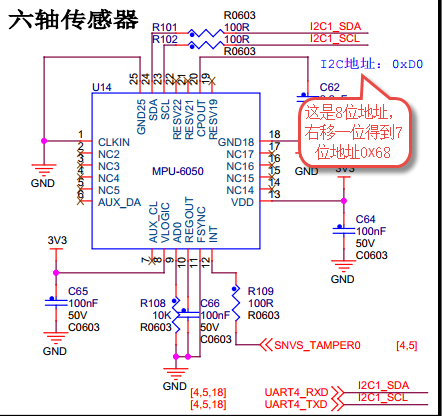 六轴传感器
R101
R0603
R102
100R
I2C1_SDA
100R
I2C1_SCL
R0603
I2C地址：0xD0
C62
这是8位地址,
右移一位得到7
位地址0X68
U14
25
24
23
22
21
20
19
GND25
SDA
SCL
RESV22
RESV21
CPOUT
RESV19
1
CLKIN
2
NC2
3
NC3
4
NC4
5
NC5
6
AUX_DA
MPU-6050
GND18
18
NC17
17
NC16
16
NC15
15
NC14
14
VDD
13
AUX_CL
VLOGIC
AD0
REGOUT
FSYNC
INT
7
8
9
10
11
12
GND
GND
3V3
C64
100nF
50V
C0603
GND
3V3
C65
100nF
50V
C0603
GND
R108
10K
R0603
C66
100nF
50V
C0603
R109
100R
R0603
GND
SNVS_TAMPER0
[4,5]
[4,5,18]
UART4_RXD
I2C1_SDA
[4,5,18]
UART4_TXD
I2C1_SCL